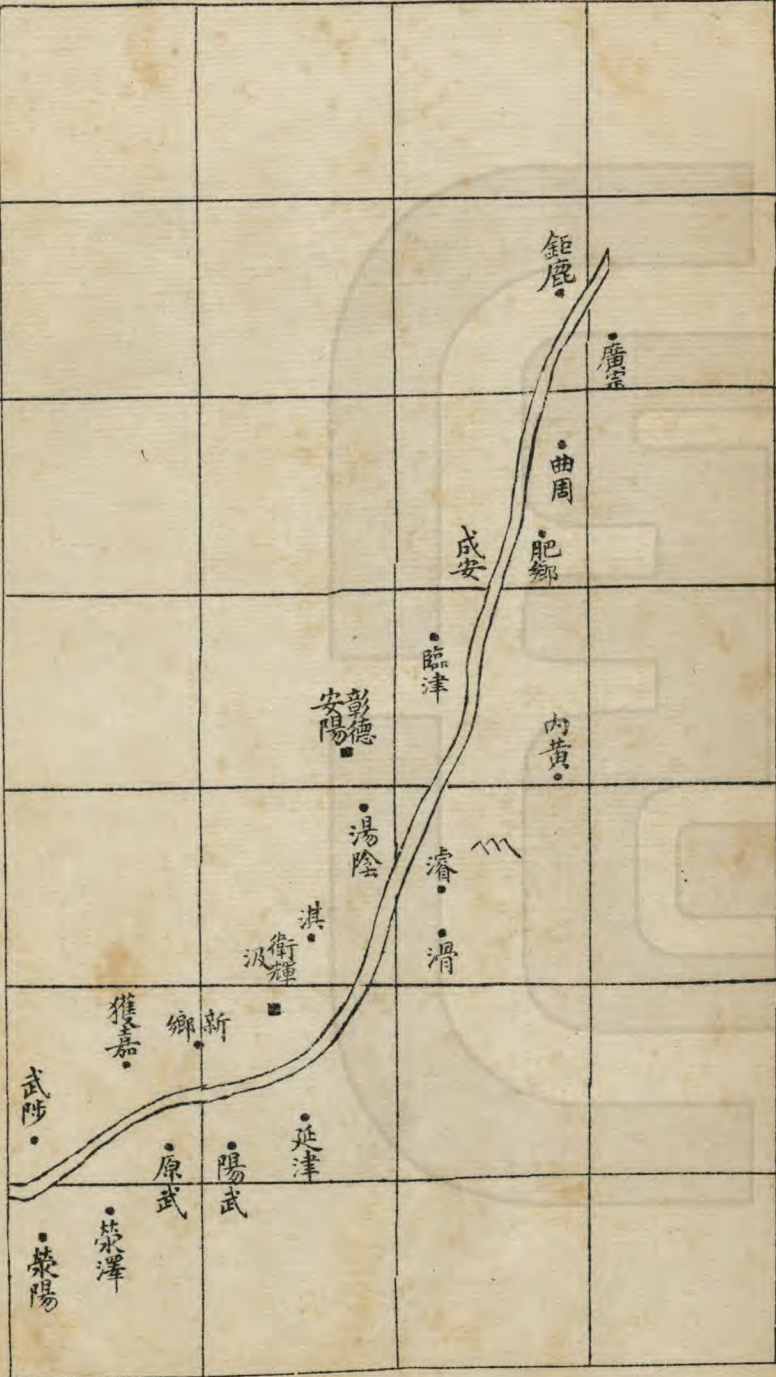 鉅鹿
廣宗
曲周
肥鄉
成安
臨津
彰德
安陽
內黃
湯陰
濬
滑
淇
衛輝
汲
新鄉
獲嘉
武陟
延津
陽武
原武
滎澤
滎陽